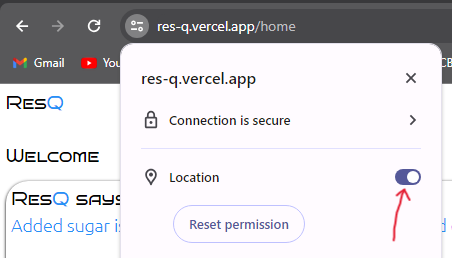 res-q.vercel.app/home
Gmail
You
res-q.vercel.app
ResQ
Connection is secure
Welcome
Location
ResQ says
Added sugar is
Reset permission